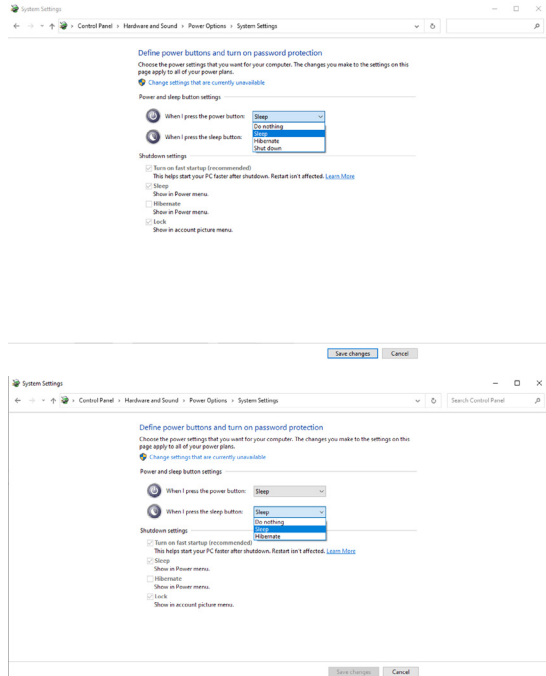 System Settings
Control Panel > Hardware and Sound > Power Options > System Settings
Define power buttons and turn on password protection
Choose the power settings that you want for your computer. The changes you make to the settings on this
page apply to all of your power plans.
Change settings that are currently unavailable
Power and sleep button settings
When I press the power button: Sleep
Do nothing
Sleep
When I press the sleep button:
Hibernate
Shut down
Shutdown settings
Turn on fast startup (recommended)
This helps start your PC faster after shutdown. Restart isn't affected. Learn More
Sleep
Show in Power menu.
Hibernate
Show in Power menu.
Lock
Show in account picture menu.
Save changes Cancel
System Settings
Control Panel > Hardware and Sound > Power Options > System Settings Search Control Panel
Define power buttons and turn on password protection
Choose the power settings that you want for your computer. The changes you make to the settings on this
page apply to all of your power plans.
Change settings that are currently unavailable
Power and sleep button settings
When I press the power button: Sleep
When I press the sleep button: Sleep
Do nothing
Sleep
Hibernate
Shutdown settings
Turn on fast startup (recommended)
This helps start your PC faster after shutdown. Restart isn't affected. Learn More
Sleep
Show in Power menu.
Hibernate
Show in Power menu.
Lock
Show in account picture menu.
Save changes Cancel